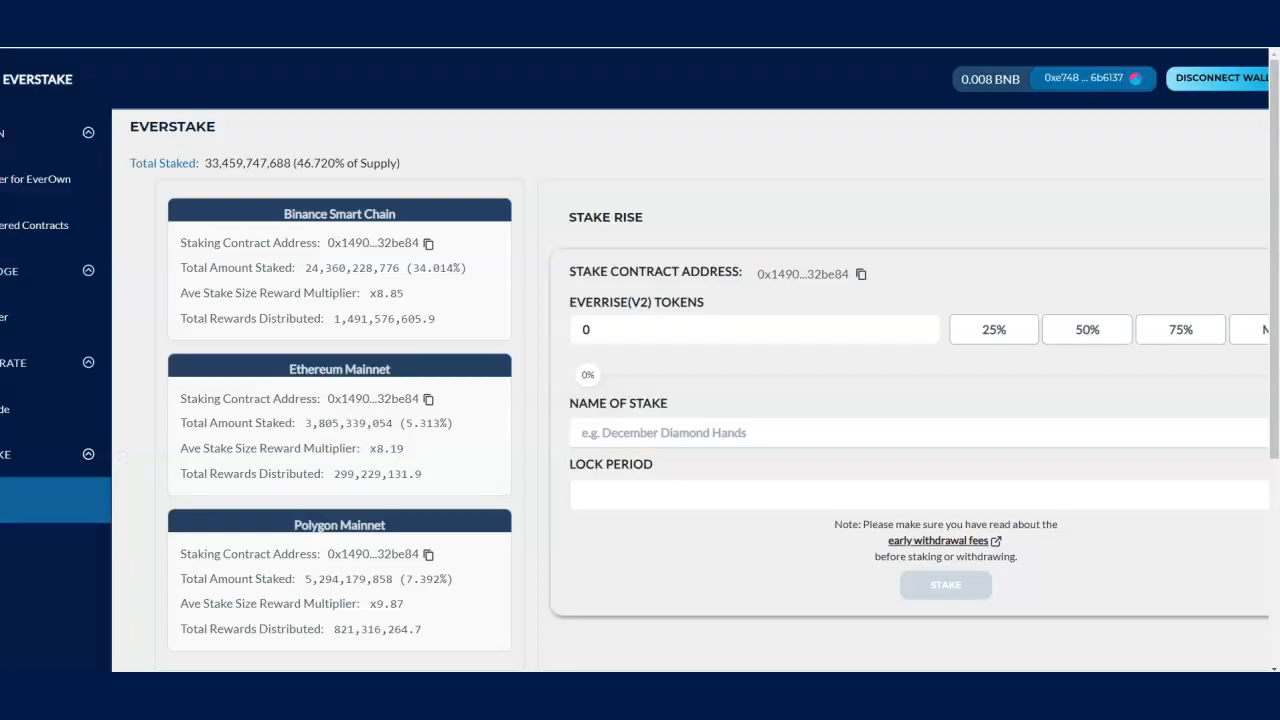 EVERSTAKE
0.008 BNB
0xe748 ... 6b6137
DISCONNECT WALL
N
er for EverOwn
ered Contracts
DGE
er
RATE
de
KE
EVERSTAKE
Total Staked: 33,459,747,688 (46.720% of Supply)
Binance Smart Chain
Staking Contract Address: 0x1490...32be84
Total Amount Staked: 24,360,228,776 (34.014%)
Ave Stake Size Reward Multiplier: x8.85
Total Rewards Distributed: 1,491,576,605.9
Ethereum Mainnet
Staking Contract Address: 0x1490...32be84
Total Amount Staked: 3,805,339,054 (5.313%)
Ave Stake Size Reward Multiplier: x8.19
Total Rewards Distributed: 299,229,131.9
Polygon Mainnet
Staking Contract Address: 0x1490...32be84
Total Amount Staked: 5,294,179,858 (7.392%)
Ave Stake Size Reward Multiplier: x9.87
Total Rewards Distributed: 821,316,264.7
STAKE RISE
STAKE CONTRACT ADDRESS: 0x1490...32be84
EVERRISE(V2) TOKENS
0
25%
50%
75%
M
0%
NAME OF STAKE
e.g. December Diamond Hands
LOCK PERIOD
Note: Please make sure you have read about the
early withdrawal fees
before staking or withdrawing.
STAKE